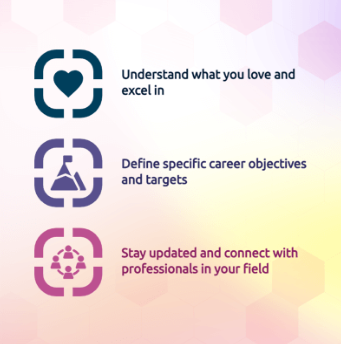 Understand what you love and
excel in
Define specific career objectives
and targets
Stay updated and connect with
professionals in your field